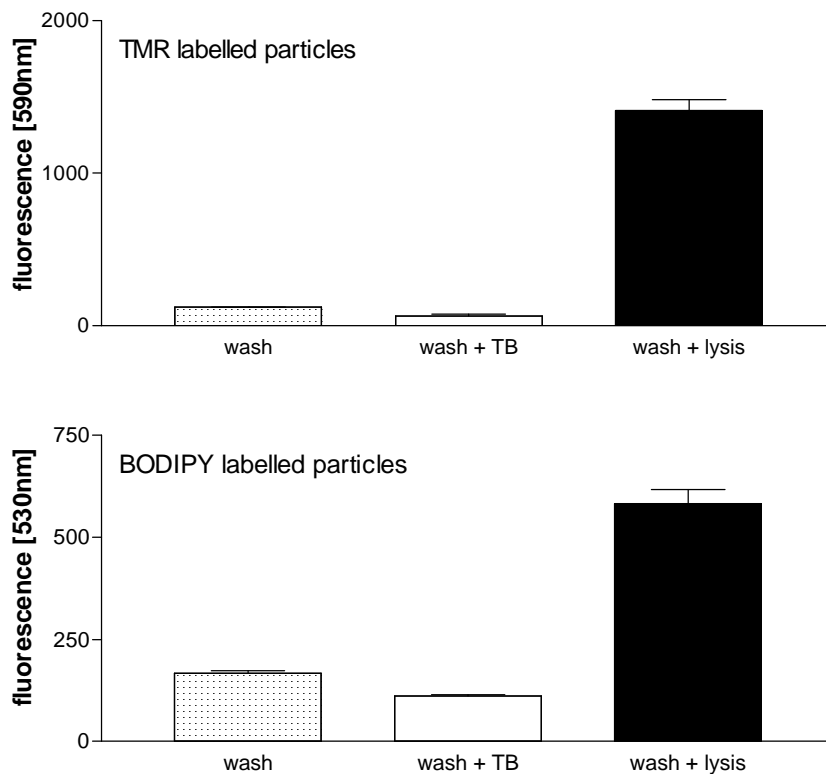 2000
TMR labelled particles
1000
0
fluorescence [590nm]
wash
wash + TB
wash + lysis
750
BODIPY labelled particles
500
250
0
fluorescence [530nm]
wash
wash + TB
wash + lysis